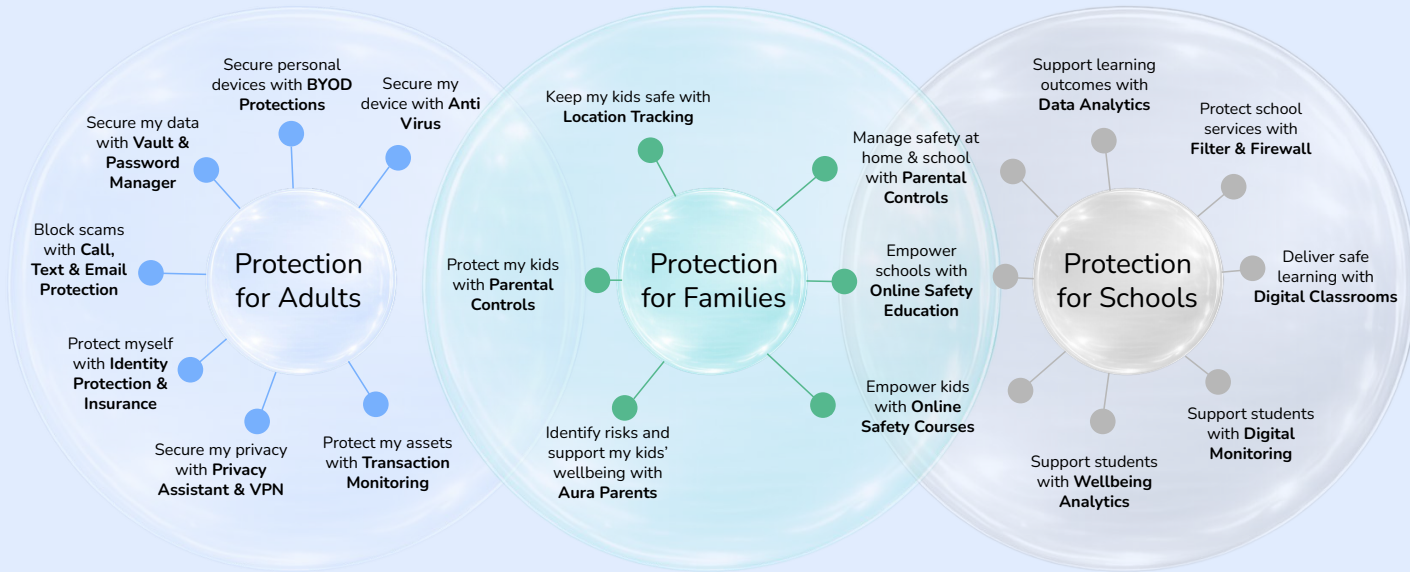 Secure personal
devices with BYOD
Protections
Secure my
device with Anti
Virus
Secure my data
with Vault &
Password
Manager
Block scams
with Call,
Text & Email
Protection
Protection
for Adults
Protect myself
with Identity
Protection &
Insurance
Secure my privacy
with Privacy
Assistant & VPN
Protect my assets
with Transaction
Monitoring
Keep my kids safe with
Location Tracking
Manage safety at
home & school
with Parental
Controls
Protect my kids
with Parental
Controls
Protection
for Families
Empower
schools with
Online Safety
Education
Identify risks and
support my kids’
wellbeing with
Aura Parents
Empower kids
with Online
Safety Courses
Support learning
outcomes with
Data Analytics
Protect school
services with
Filter & Firewall
Protection
for Schools
Deliver safe
learning with
Digital Classrooms
Support students
with Digital
Monitoring
Support students
with Wellbeing
Analytics